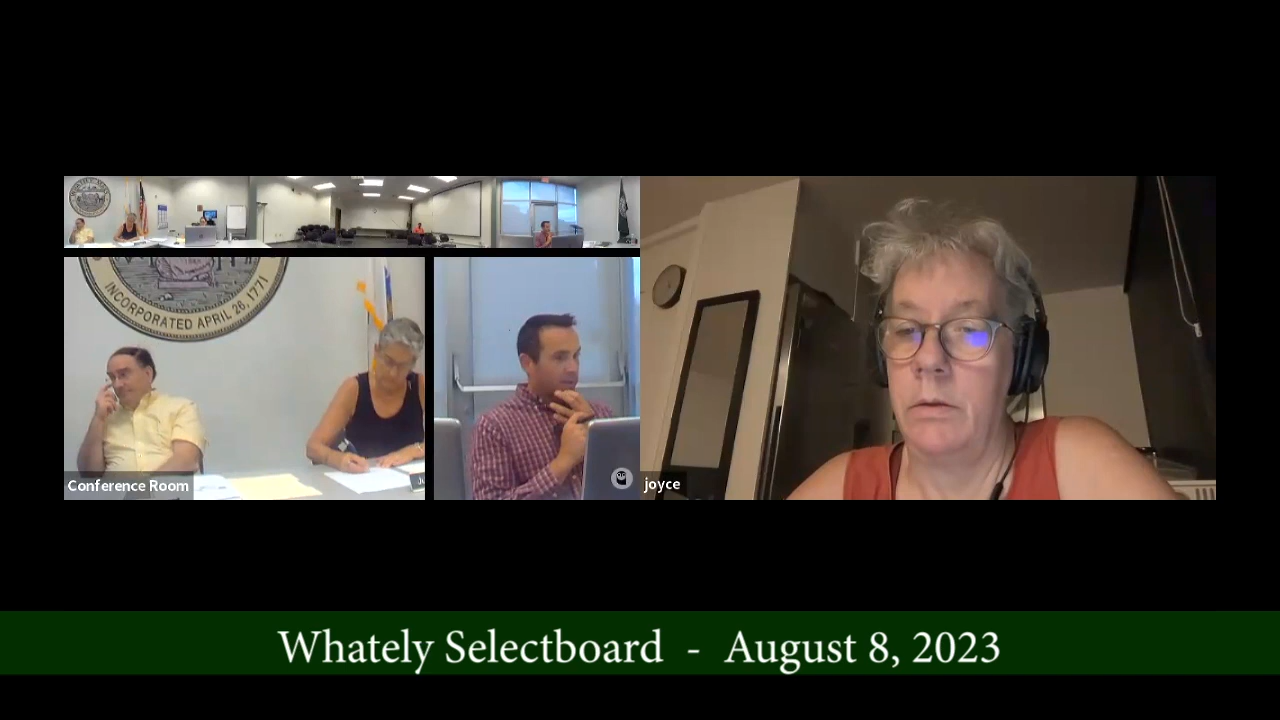 INCORPORATED APRIL 26, 1771
Conference Room
joyce
Whately Selectboard - August 8, 2023